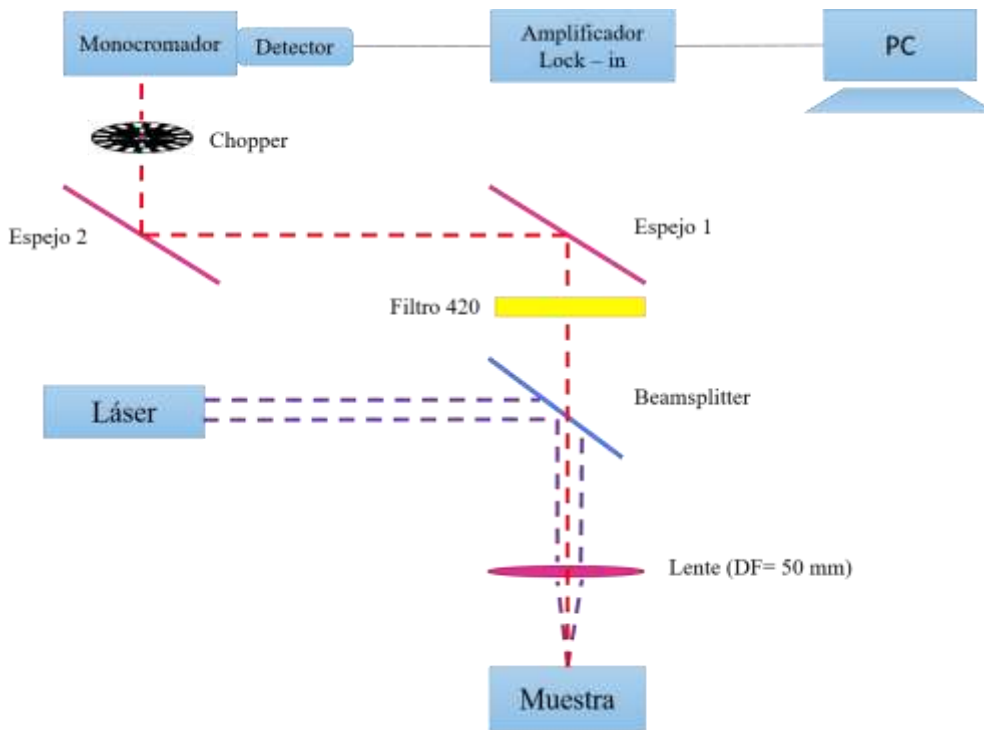 Monocromador
Detector
Amplificador
Lock – in
PC
Chopper
Espejo 2
Espejo 1
Filtro 420
Beamsplitter
Láser
Lente (DF= 50 mm)
Muestra